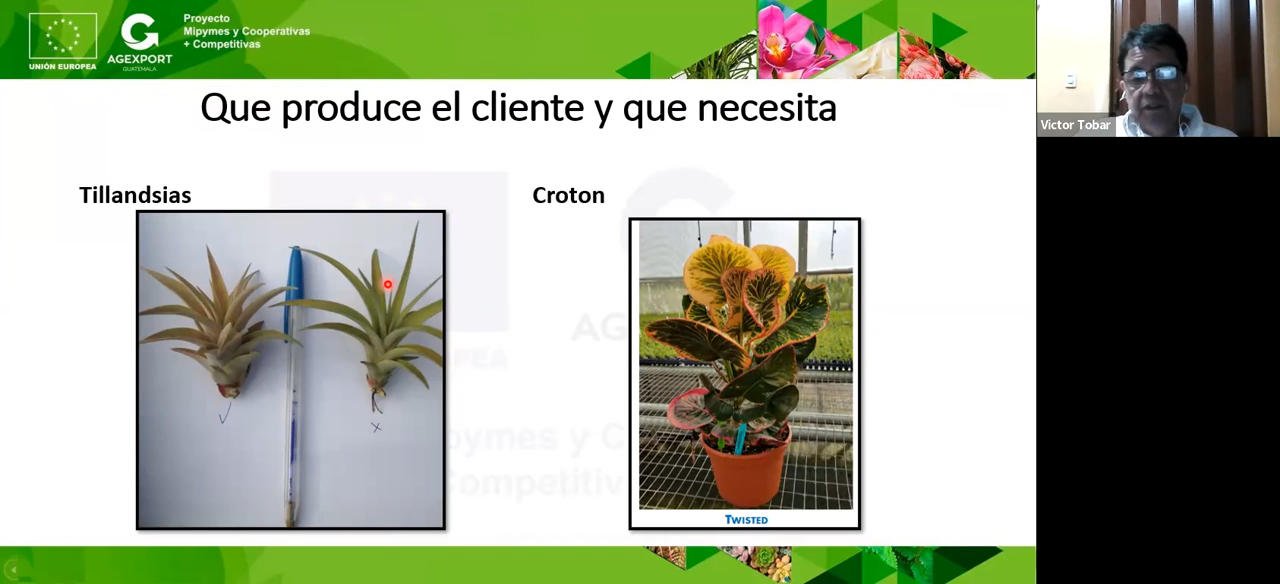 UNIÓN EUROPEA
AGEXPORT
GUATEMALA
Proyecto
Mipymes y Cooperativas
+ Competitivas
Que produce el cliente y que necesita
Tillandsias
Croton
TWISTED
Victor Tobar